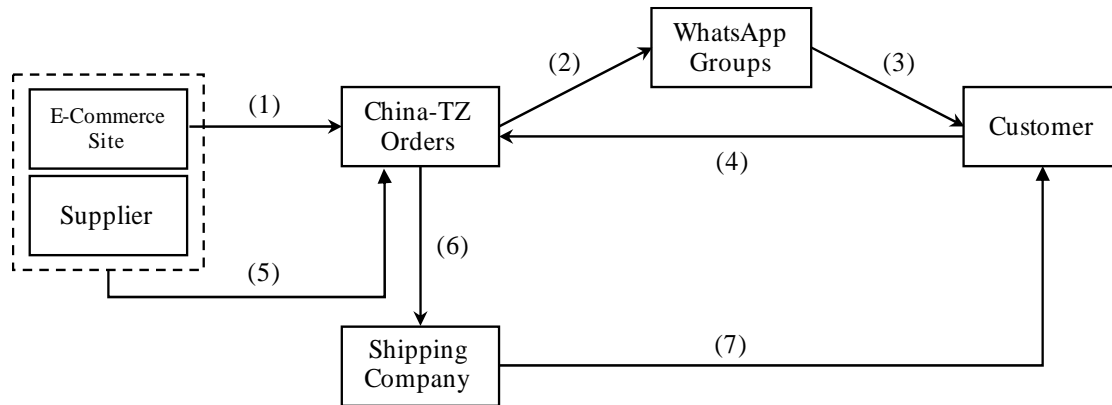 WhatsApp
Groups
(2)
(3)
(1)
E-Commerce
Site
China-TZ
Orders
Customer
(4)
Supplier
(5)
(6)
Shipping
Company
(7)